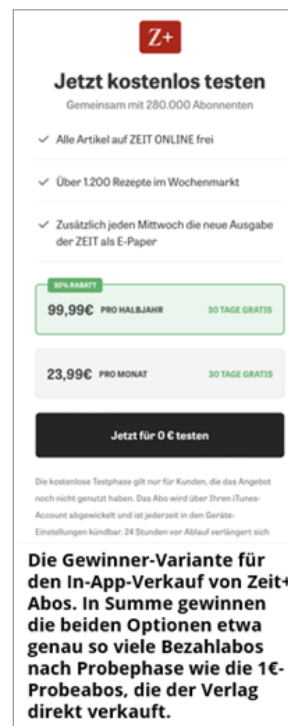 Z+
Jetzt kostenlos testen
Gemeinsam mit 280.000 Abonnenten
Alle Artikel auf ZEIT ONLINE frei
Über 1.200 Rezepte im Wochenmarkt
Zusätzlich jeden Mittwoch die neue Ausgabe
der ZEIT als E-Paper
30% RABATT
99,99€ PRO HALBJAHR 30 TAGE GRATIS
23,99€ PRO MONAT 30 TAGE GRATIS
Jetzt für 0 € testen
Die kostenlose Testphase gilt nur für Kunden, die das Angebot
noch nicht genutzt haben. Das Abo wird über Ihren iTunes-
Account abgewickelt und ist jederzeit in den Geräte-
Einstellungen kündbar. 24 Stunden vor Ablauf verlängert sich
Die Gewinner-Variante für
den In-App-Verkauf von Zeit+
Abos. In Summe gewinnen
die beiden Optionen etwa
genau so viele Bezahlabos
nach Probephase wie die 1€-
Probeabos, die der Verlag
direkt verkauft.